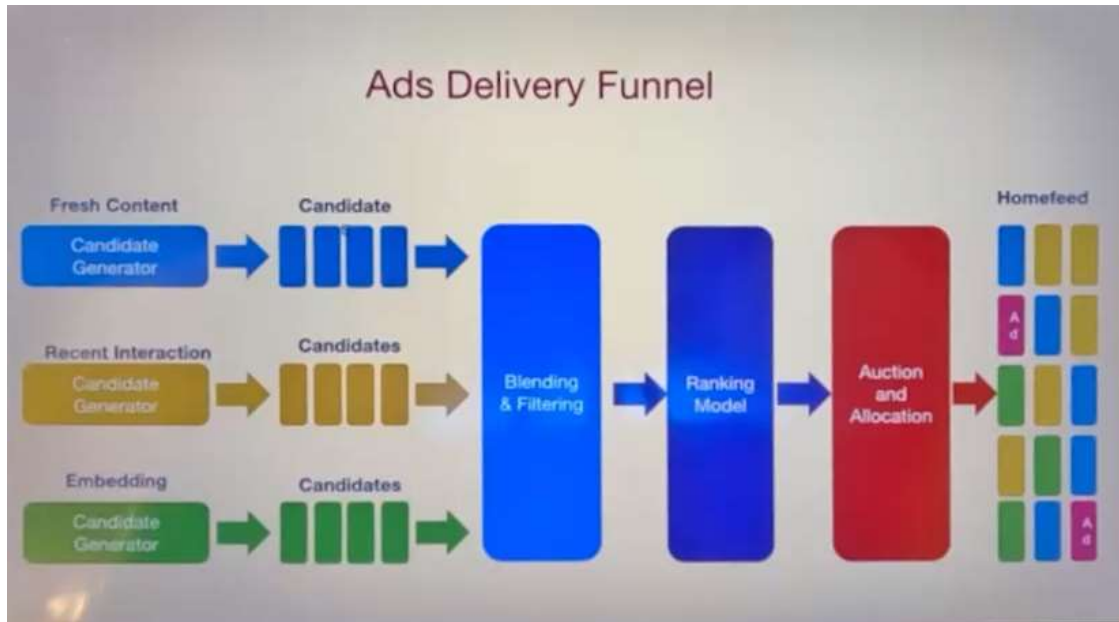 Ads Delivery Funnel
Fresh Content
Candidate
Generator
Candidate
Recent Interaction
Candidate
Generator
Candidates
Embedding
Candidate
Generator
Candidates
Blending
& Filtering
Ranking
Model
Auction
and
Allocation
Homefeed
A
d
A
d